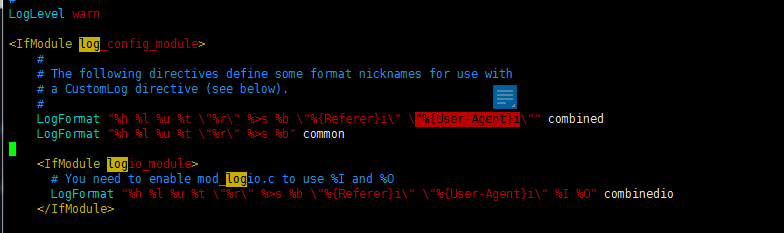 #
LogLevel warn
<IfModule log_config_module>
#
# The following directives define some format nicknames for use with
# a CustomLog directive (see below).
#
LogFormat "%h %l %u %t \"%r\" %>s %b \"%{Referer}i\" \"%{User-Agent}i\"" combined
LogFormat "%h %l %u %t \"%r\" %>s %b" common
<IfModule logio_module>
# You need to enable mod_logio.c to use %I and %O
LogFormat "%h %l %u %t \"%r\" %>s %b \"%{Referer}i\" \"%{User-Agent}i\" %I %O" combinedio
</IfModule>